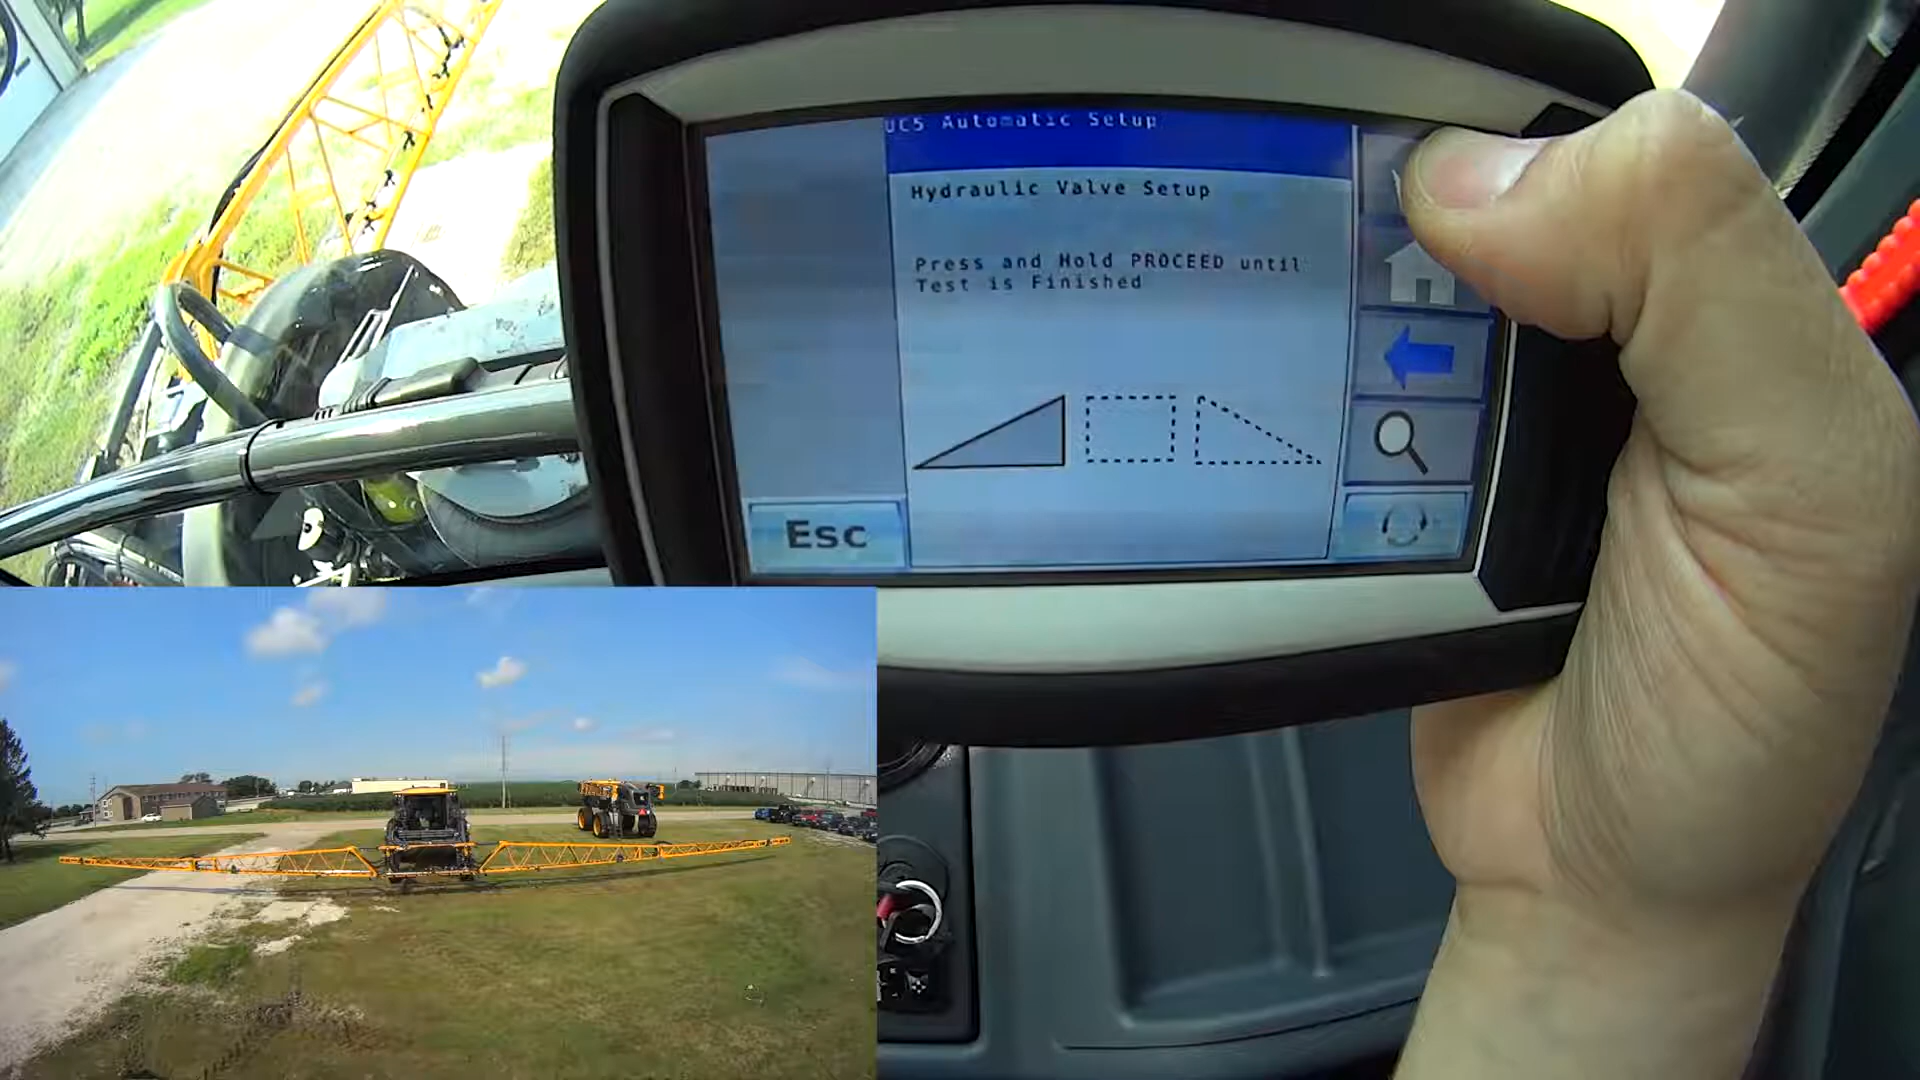 UC5 Automatic Setup
Hydraulic Valve Setup
Press and Hold PROCEED until
Test is Finished
Esc